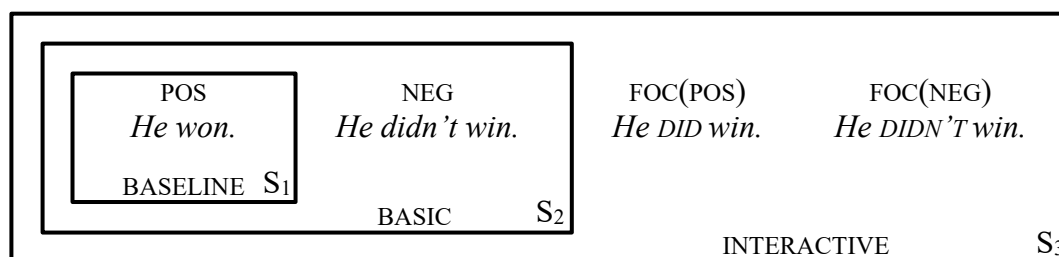 POS NEG FOC(POS) FOC(NEG)
He won. He didn't win. He DID win. He DIDN'T win.
BASELINE S₁
BASIC S₂
INTERACTIVE S₃